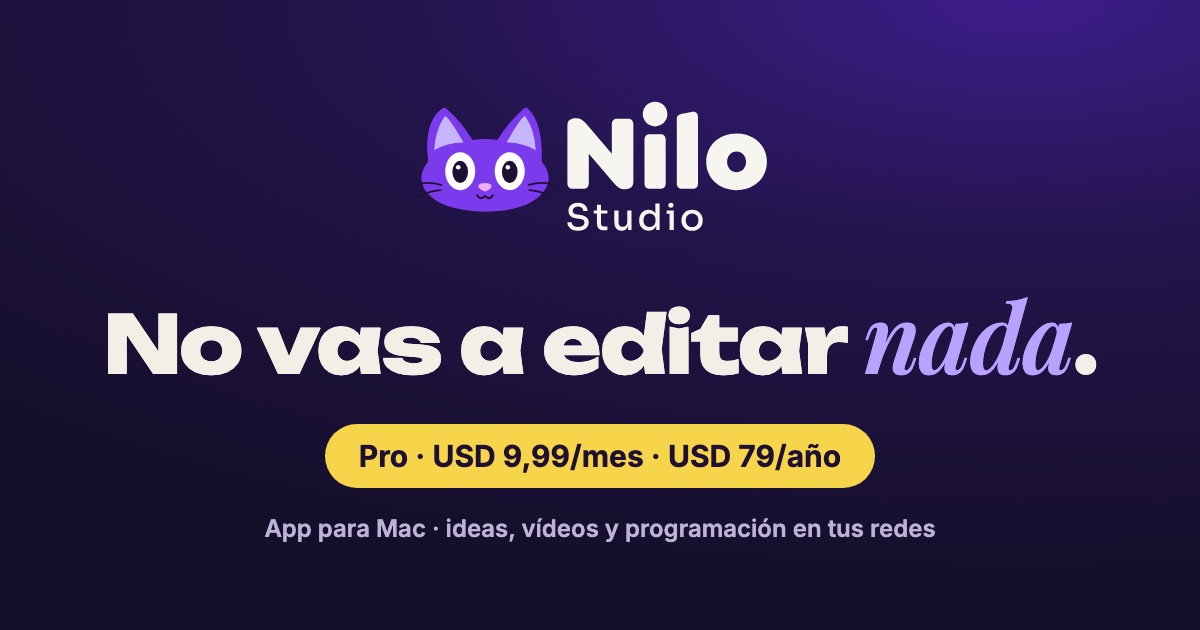 Nilo
Studio
No vas a editar nada.
Pro · USD 9,99/mes · USD 79/año
App para Mac · ideas, vídeos y programación en tus redes